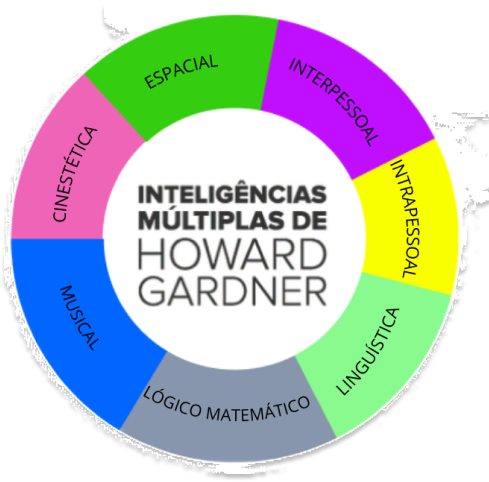 INTELIGÊNCIAS
MÚLTIPLAS DE
HOWARD
GARDNER
ESPACIAL
INTERPESSOAL
INTRAPESSOAL
LINGUÍSTICA
LÓGICO MATEMÁTICO
MUSICAL
CINESTÉTICA